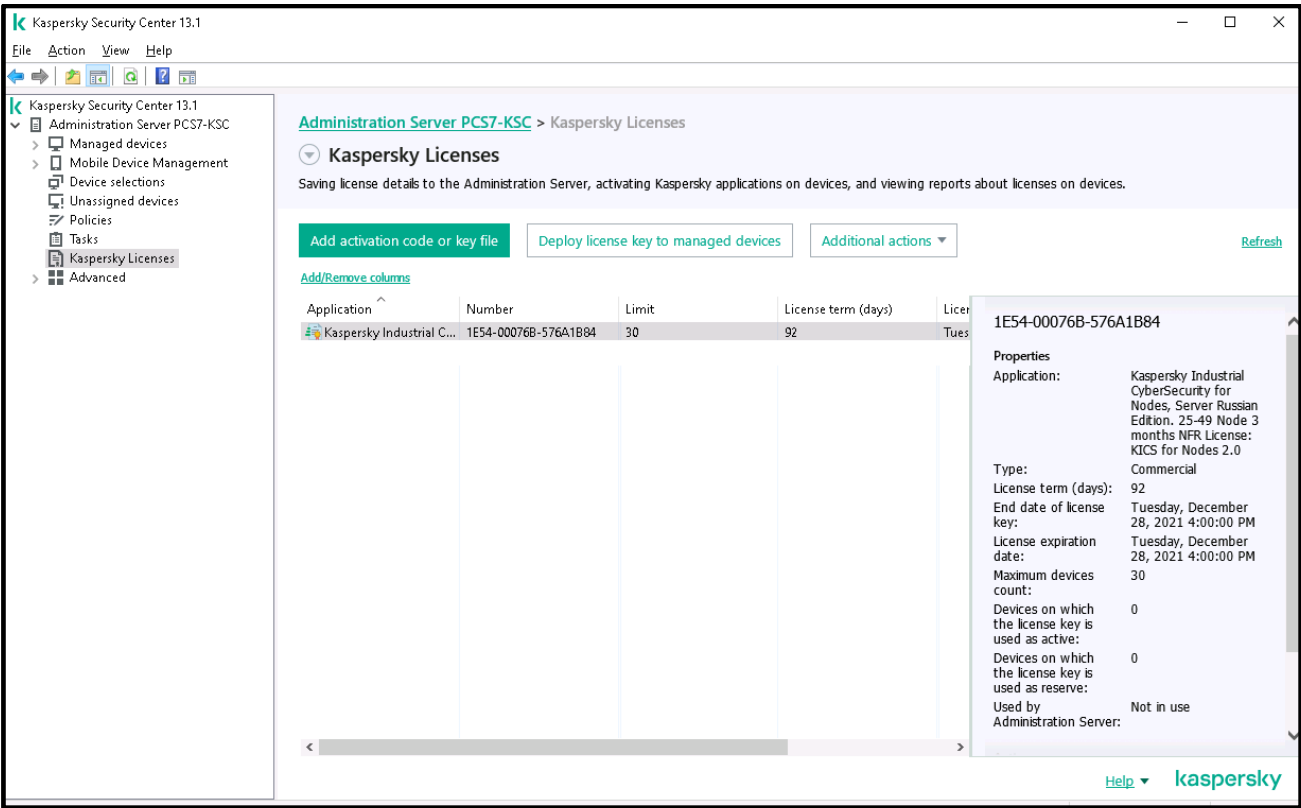 Kaspersky Security Center 13.1
File Action View Help
Kaspersky Security Center 13.1
Administration Server PCS7-KSC
Managed devices
Mobile Device Management
Device selections
Unassigned devices
Policies
Tasks
Kaspersky Licenses
Advanced
Administration Server PCS7-KSC > Kaspersky Licenses
Kaspersky Licenses
Saving license details to the Administration Server, activating Kaspersky applications on devices, and viewing reports about licenses on devices.
Add activation code or key file Deploy license key to managed devices Additional actions Refresh
Add/Remove columns
Application Number Limit License term (days) Licer
Kaspersky Industrial C... 1E54-00076B-576A1B84 30 92 Tues
1E54-00076B-576A1B84
Properties
Application: Kaspersky Industrial
CyberSecurity for
Nodes, Server Russian
Edition. 25-49 Node 3
months NFR License:
KICS for Nodes 2.0
Type: Commercial
License term (days): 92
End date of license Tuesday, December
key: 28, 2021 4:00:00 PM
License expiration Tuesday, December
date: 28, 2021 4:00:00 PM
Maximum devices 30
count:
Devices on which 0
the license key is
used as active:
Devices on which 0
the license key is
used as reserve:
Used by Not in use
Administration Server:
Help kaspersky